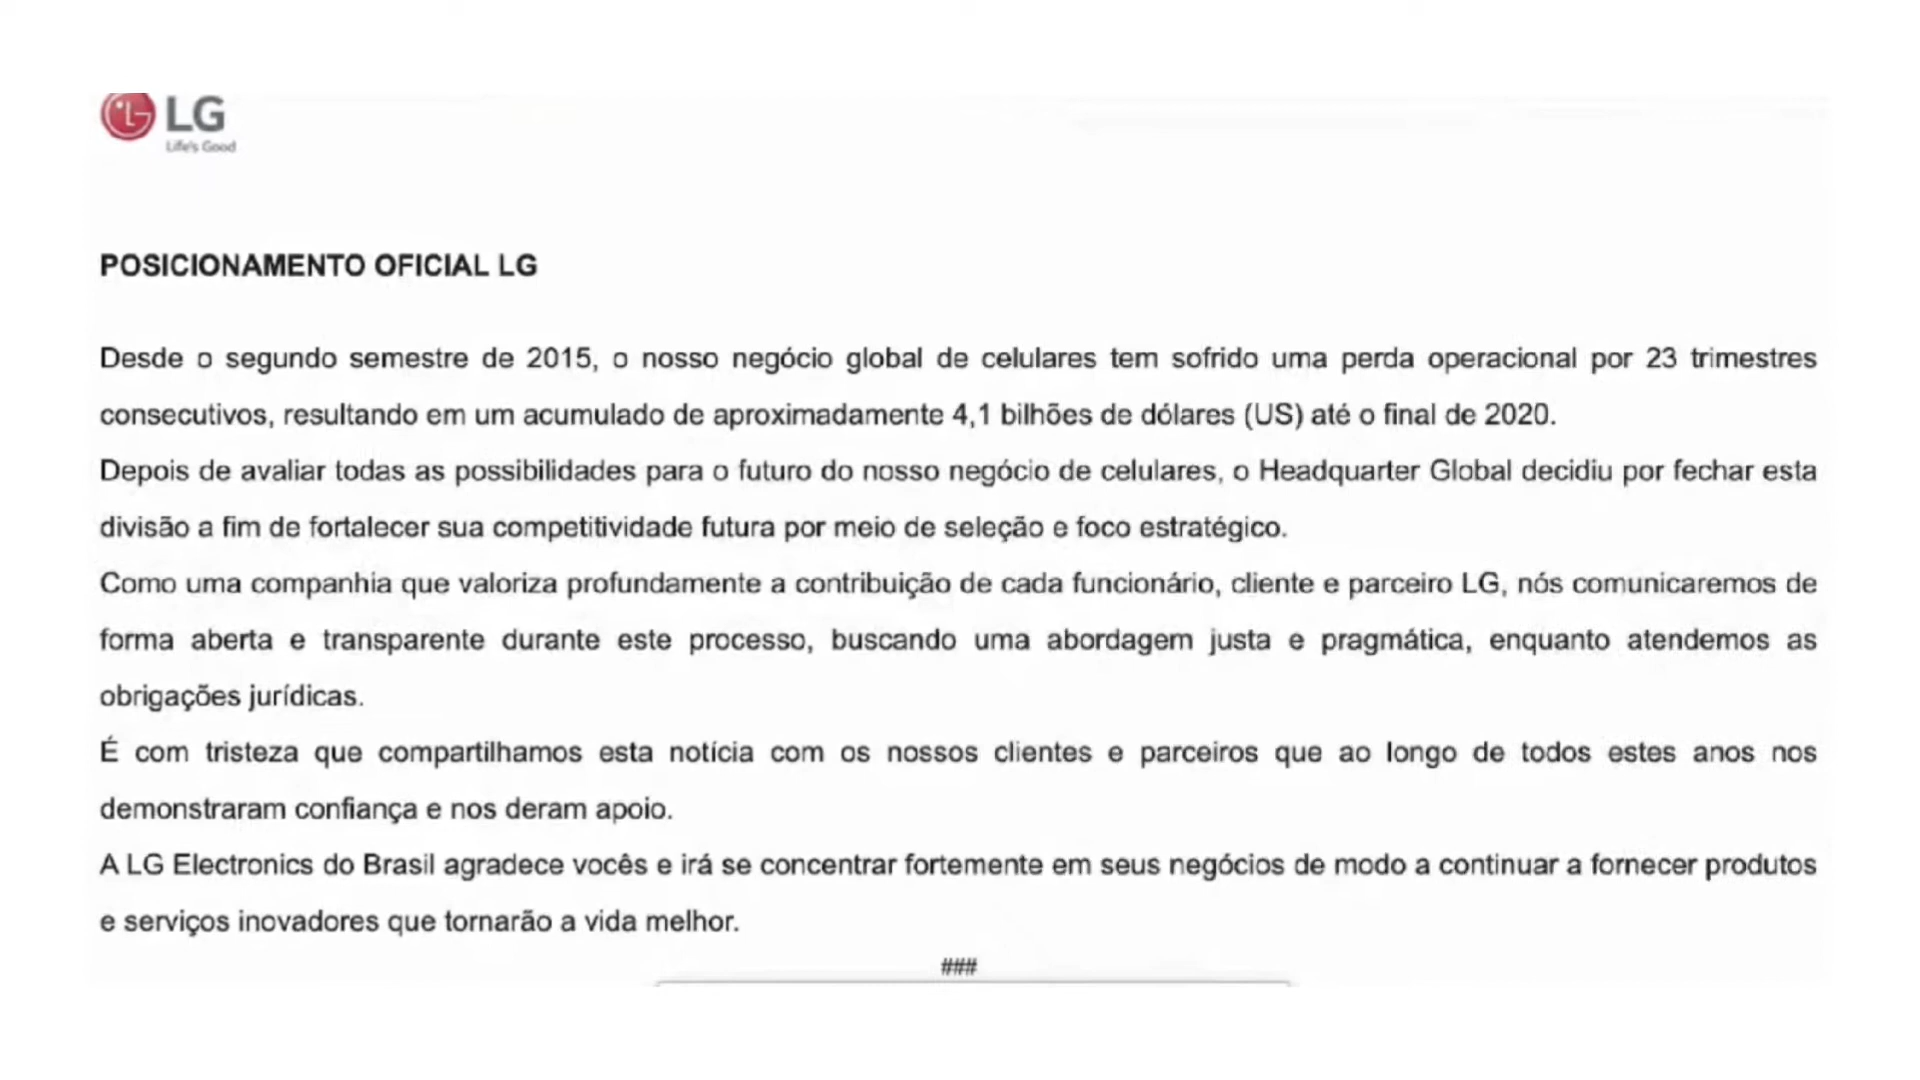 LG
Life's Good
POSICIONAMENTO OFICIAL LG
Desde o segundo semestre de 2015, o nosso negócio global de celulares tem sofrido uma perda operacional por 23 trimestres
consecutivos, resultando em um acumulado de aproximadamente 4,1 bilhões de dólares (US) até o final de 2020.
Depois de avaliar todas as possibilidades para o futuro do nosso negócio de celulares, o Headquarter Global decidiu por fechar esta
divisão a fim de fortalecer sua competitividade futura por meio de seleção e foco estratégico.
Como uma companhia que valoriza profundamente a contribuição de cada funcionário, cliente e parceiro LG, nós comunicaremos de
forma aberta e transparente durante este processo, buscando uma abordagem justa e pragmática, enquanto atendemos as
obrigações jurídicas.
É com tristeza que compartilhamos esta notícia com os nossos clientes e parceiros que ao longo de todos estes anos nos
demonstraram confiança e nos deram apoio.
A LG Electronics do Brasil agradece vocês e irá se concentrar fortemente em seus negócios de modo a continuar a fornecer produtos
e serviços inovadores que tornarão a vida melhor.
###